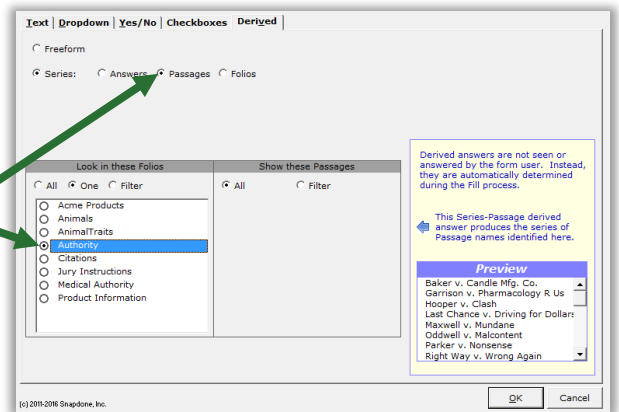 Text | Dropdown | Yes/No | Checkboxes | Derived |
Freeform
Series: Answers Passages Folios
Look in these Folios
Show these Passages
All One Filter
All Filter
Acme Products
Animals
AnimalTraits
Authority
Citations
Jury Instructions
Medical Authority
Product Information
Derived answers are not seen or
answered by the form user. Instead,
they are automatically determined
during the Fill process.
This Series-Passage derived
answer produces the series of
Passage names identified here.
Preview
Baker v. Candle Mfg. Co.
Garrison v. Pharmacology R Us
Hooper v. Clash
Last Chance v. Driving for Dollars
Maxwell v. Mundane
Oddwell v. Malcontent
Parker v. Nonsense
Right Way v. Wrong Again
(c) 2011-2016 Snapdone, Inc.
OK Cancel